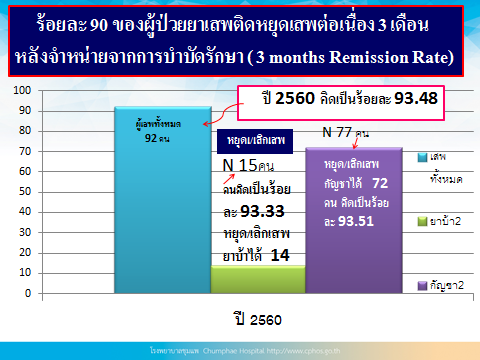 ร้อยละ 90 ของผู้ป่วยยาเสพติดหยุดเสพต่อเนื่อง 3 เดือน
หลังจำหน่ายจากการบำบัดรักษา ( 3 months Remission Rate)
ปี 2560 คิดเป็นร้อยละ 93.48
100
90
80
70
60
50
40
30
20
10
0
ผู้เสพทั้งหมด
92 คน
หยุด/เลิกเสพ
N 15คน
คนคิดเป็นร้อย
ละ 93.33
หยุด/เลิกเสพ
ยาบ้าได้ 14
N 77 คน
หยุด/เลิกเสพ
กัญชาได้ 72
คน คิดเป็นร้อย
ละ 93.51
เสพ
ทั้งหมด
ยาบ้า2
กัญชา2
ปี 2560
โรงพยาบาลชุมแพ Chumphae Hospital http://www.cphos.go.th